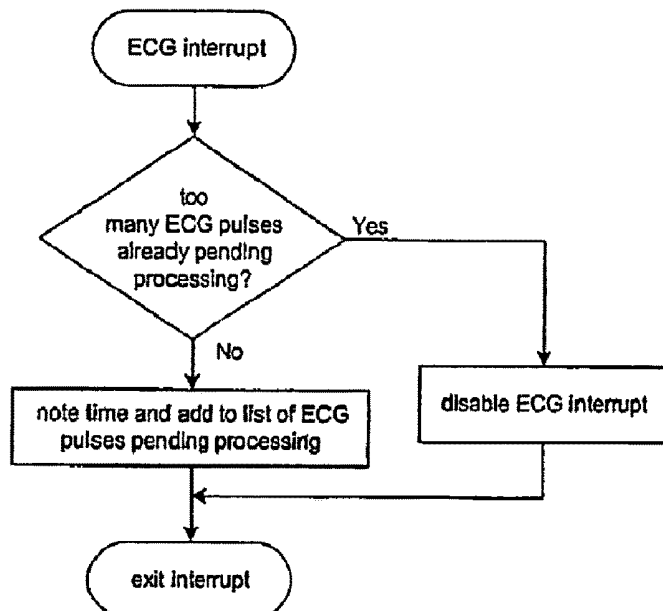 ECG interrupt
too
many ECG pulses
already pending
processing?
Yes
No
note time and add to list of ECG
pulses pending processing
disable ECG interrupt
exit interrupt